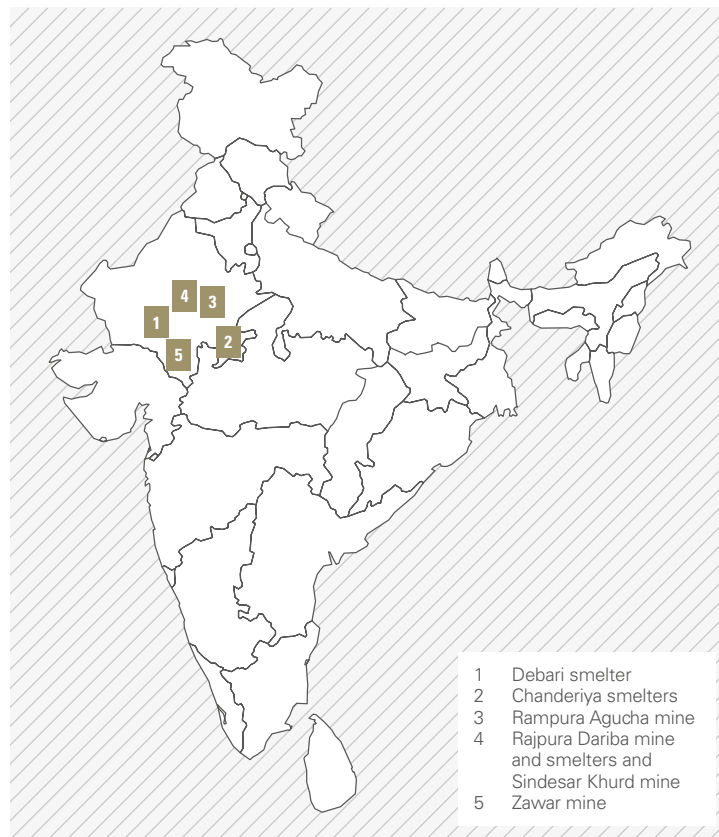 4
3
1
2
5
1 Debari smelter
2 Chanderiya smelters
3 Rampura Agucha mine
4 Rajpura Dariba mine
and smelters and
Sindesar Khurd mine
5 Zawar mine